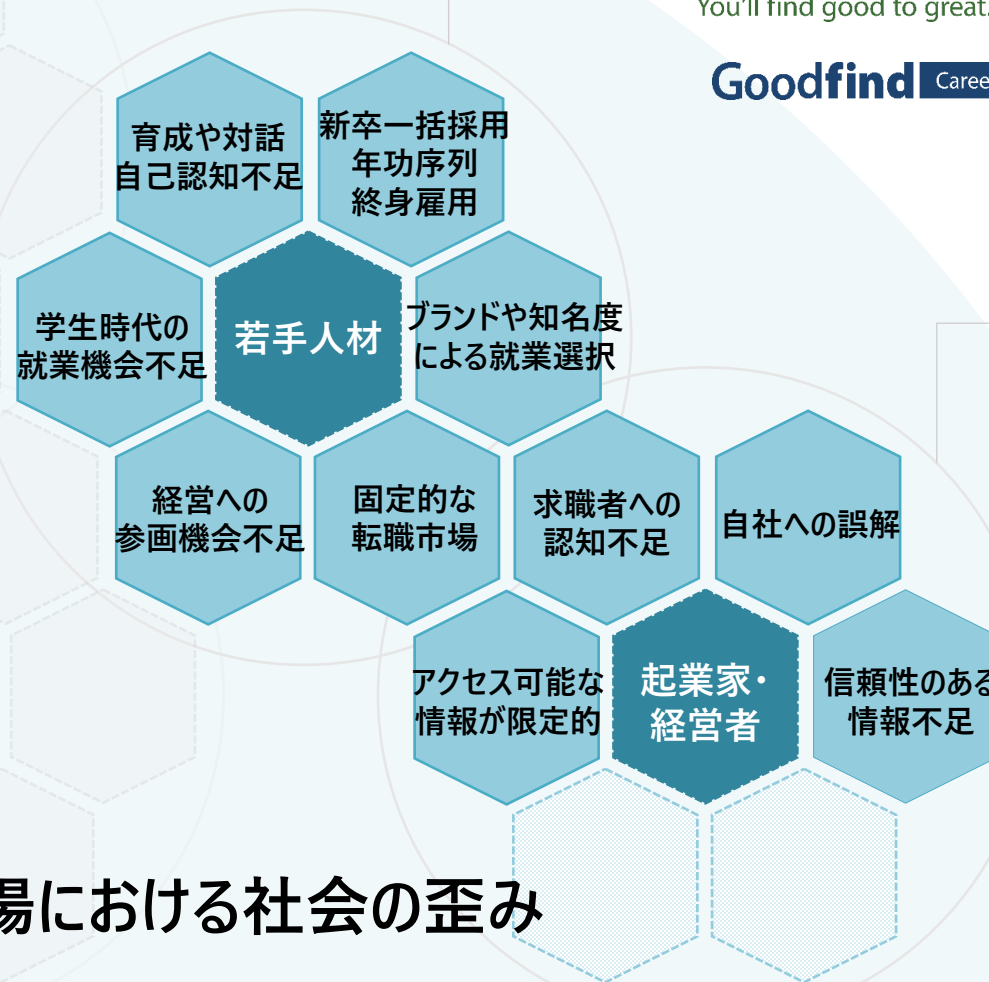 You'll find good to great.
Goodfind
育成や対話
自己認知不足
新卒一括採用
年功序列
終身雇用
学生時代の
就業機会不足
若手人材
ブランドや知名度
による就業選択
経営への
参画機会不足
固定的な
転職市場
求職者への
認知不足
自社への誤解
アクセス可能な
情報が限定的
起業家・
経営者
信頼性のある
情報不足
場における社会の歪み